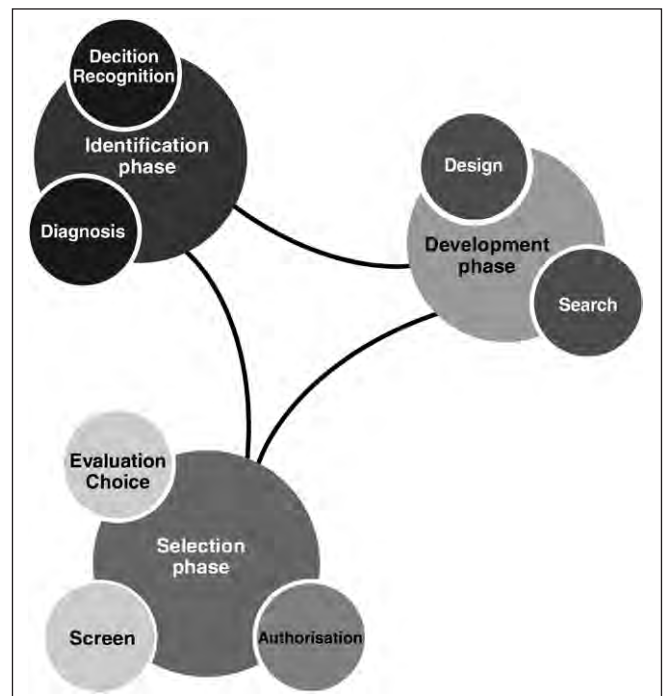 Decition
Recognition
Identification
phase
Diagnosis
Design
Development
phase
Search
Evaluation
Choice
Selection
phase
Screen
Authorisation